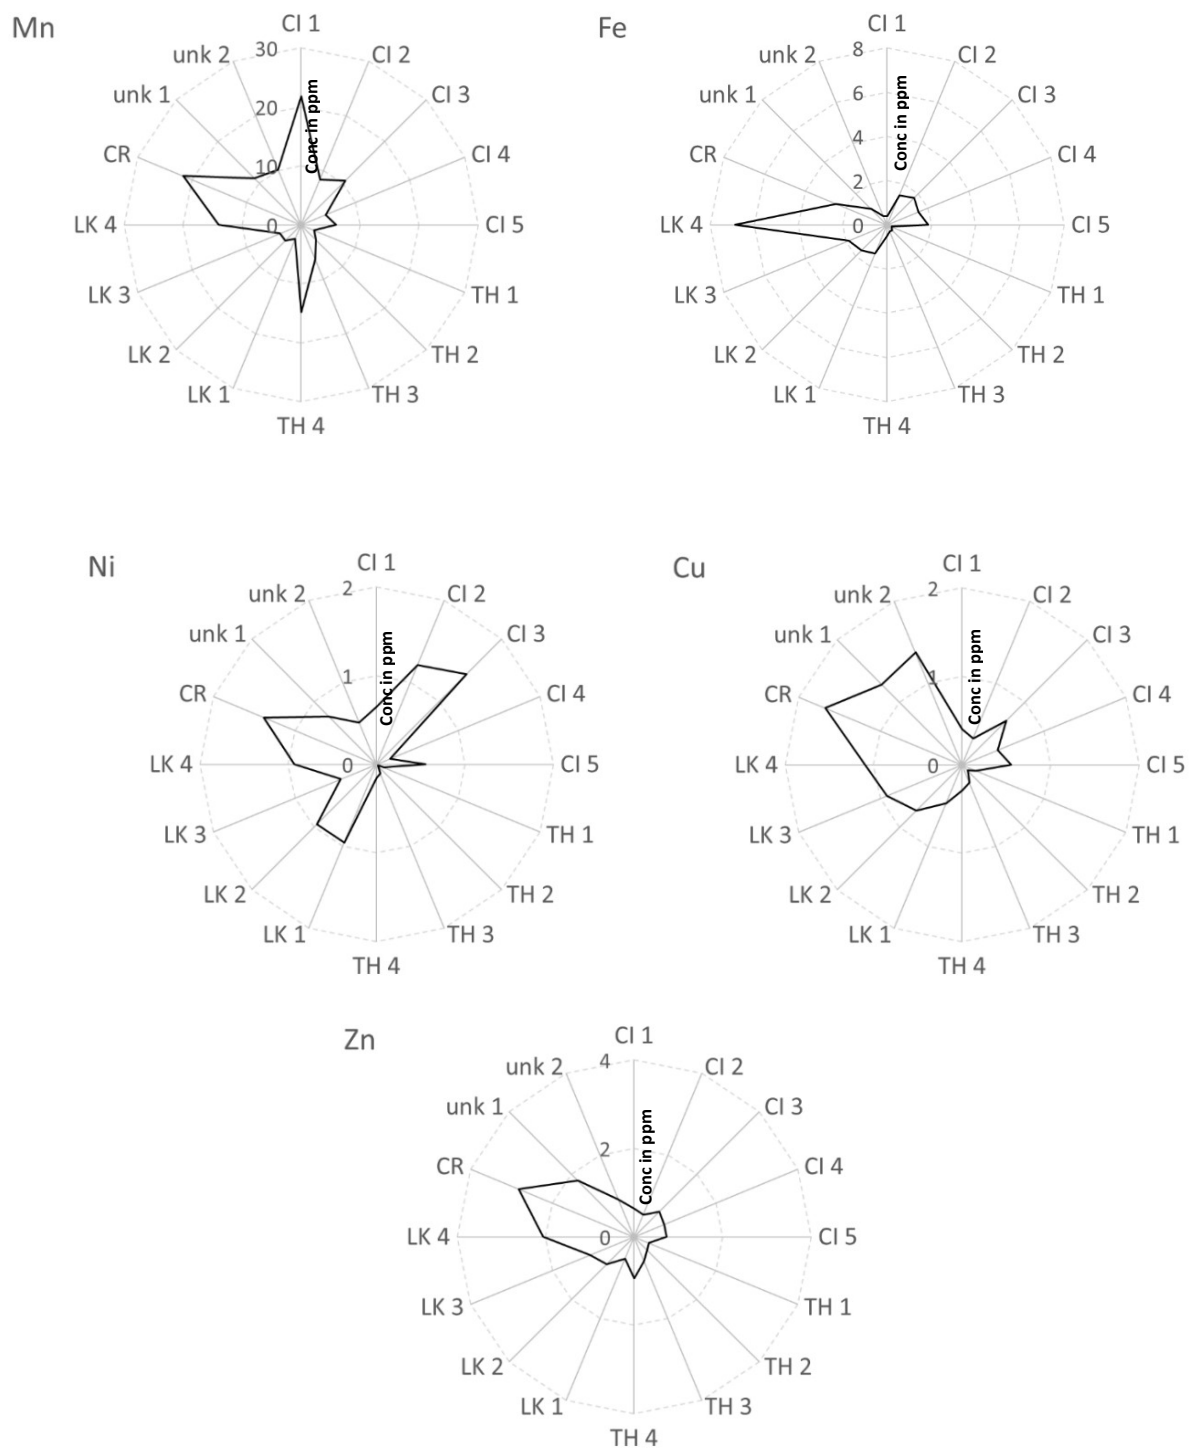 Mn
CI 1
CI 2
CI 3
CI 4
CI 5
TH 1
TH 2
TH 3
TH 4
LK 1
LK 2
LK 3
LK 4
CR
unk 1
unk 2
30
20
10
0
Conc in ppm
Fe
CI 1
CI 2
CI 3
CI 4
CI 5
TH 1
TH 2
TH 3
TH 4
LK 1
LK 2
LK 3
LK 4
CR
unk 1
unk 2
8
6
4
2
0
Conc in ppm
Ni
CI 1
CI 2
CI 3
CI 4
CI 5
TH 1
TH 2
TH 3
TH 4
LK 1
LK 2
LK 3
LK 4
CR
unk 1
unk 2
2
1
0
Conc in ppm
Cu
CI 1
CI 2
CI 3
CI 4
CI 5
TH 1
TH 2
TH 3
TH 4
LK 1
LK 2
LK 3
LK 4
CR
unk 1
unk 2
2
1
0
Conc in ppm
Zn
CI 1
CI 2
CI 3
CI 4
CI 5
TH 1
TH 2
TH 3
TH 4
LK 1
LK 2
LK 3
LK 4
CR
unk 1
unk 2
4
2
0
Conc in ppm